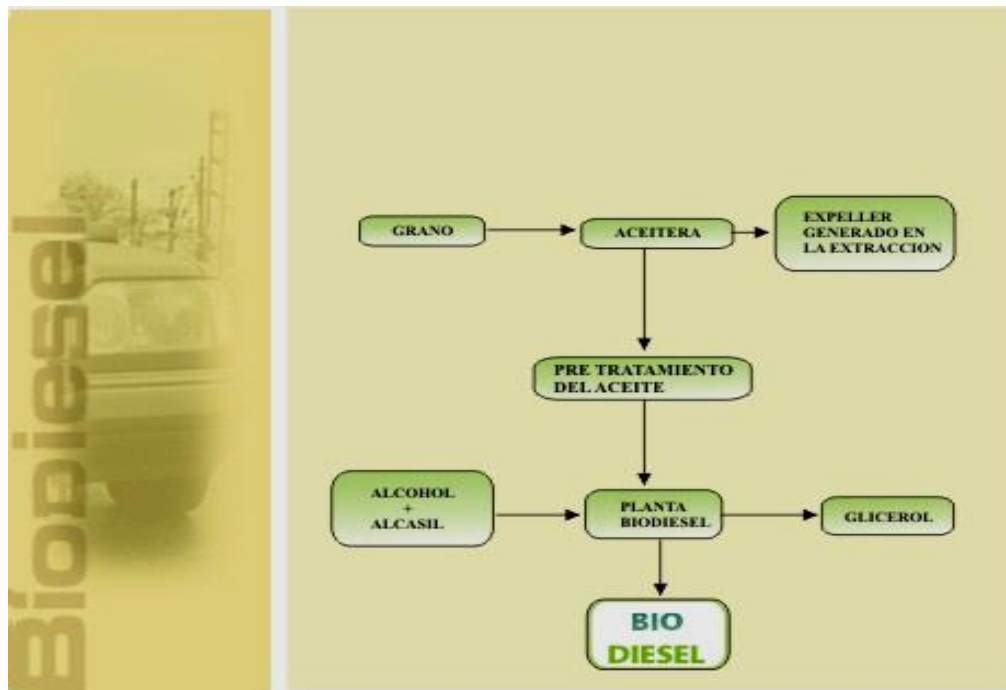 Biodiesel
GRANO
ACEITERA
EXPELLER
GENERADO EN
LA EXTRACCION
PRE TRATAMIENTO
DEL ACEITE
ALCOHOL
+
ALCASIL
PLANTA
BIODIESEL
GLICEROL
BIO
DIESEL